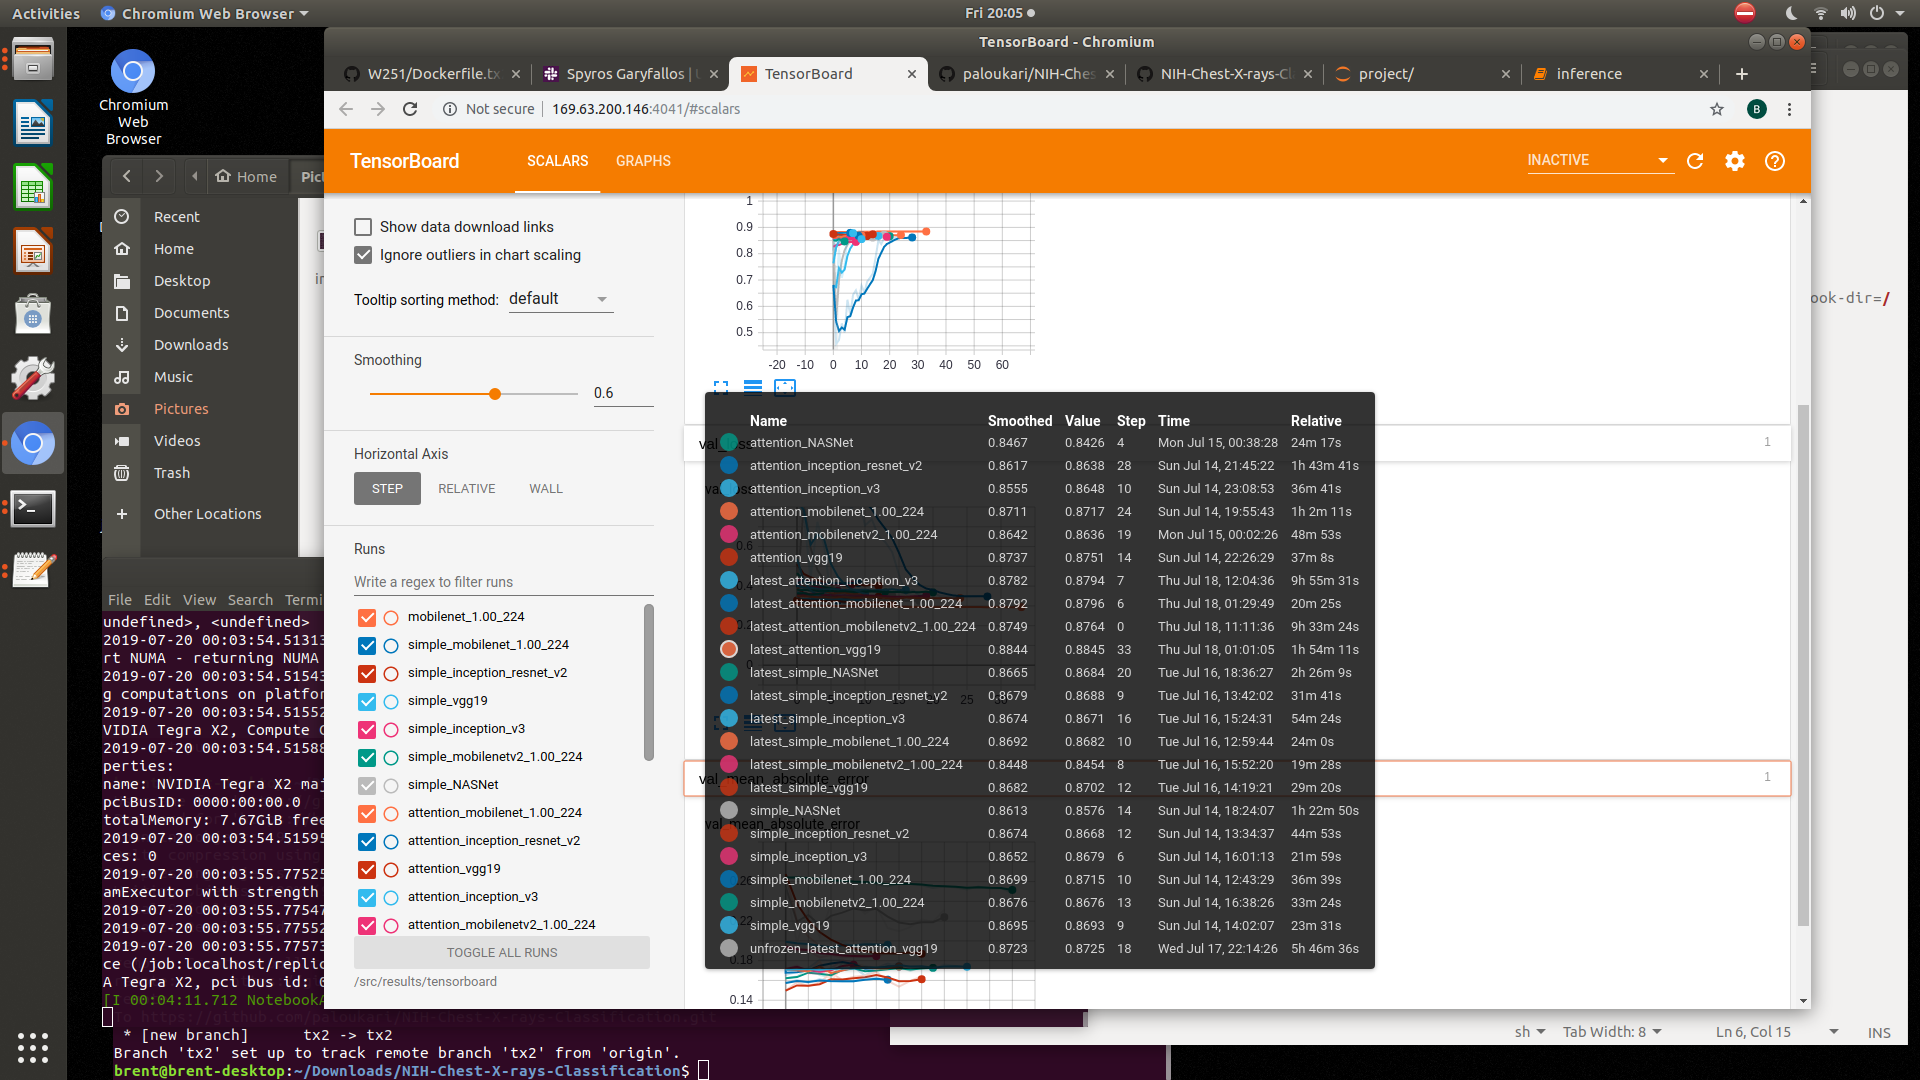 Activities Chromium Web Browser Fri 20:05
TensorBoard - Chromium
Chromium
Web
Browser
W251/Dockerfile.tx Spyros Garyfallos | TensorBoard paloukari/NIH-Ches NIH-Chest-X-rays-Cl project/ inference
Not secure 169.63.200.146:4041/#scalars B
TensorBoard SCALARS GRAPHS INACTIVE
Home Pict
Recent
Home
Desktop
Documents
Downloads
Music
Pictures
Videos
Trash
Other Locations
Show data download links
Ignore outliers in chart scaling
Tooltip sorting method: default
Smoothing
0.6
Horizontal Axis
STEP RELATIVE WALL
Runs
Write a regex to filter runs
mobilenet_1.00_224
simple_mobilenet_1.00_224
simple_inception_resnet_v2
simple_vgg19
simple_inception_v3
simple_mobilenetv2_1.00_224
simple_NASNet
attention_mobilenet_1.00_224
attention_inception_resnet_v2
attention_vgg19
attention_inception_v3
attention_mobilenetv2_1.00_224
TOGGLE ALL RUNS
/src/results/tensorboard
1
0.9
0.8
0.7
0.6
0.5
-20 -10 0 10 20 30 40 50 60
Name Smoothed Value Step Time Relative
attention_NASNet 0.8467 0.8426 4 Mon Jul 15, 00:38:28 24m 17s
attention_inception_resnet_v2 0.8617 0.8638 28 Sun Jul 14, 21:45:22 1h 43m 41s
attention_inception_v3 0.8555 0.8648 10 Sun Jul 14, 23:08:53 36m 41s
attention_mobilenet_1.00_224 0.8711 0.8717 24 Sun Jul 14, 19:55:43 1h 2m 11s
attention_mobilenetv2_1.00_224 0.8642 0.8636 19 Mon Jul 15, 00:02:26 48m 53s
attention_vgg19 0.8737 0.8751 14 Sun Jul 14, 22:26:29 37m 8s
latest_attention_inception_v3 0.8782 0.8794 7 Thu Jul 18, 12:04:36 9h 55m 31s
latest_attention_mobilenet_1.00_224 0.8792 0.8796 6 Thu Jul 18, 01:29:49 20m 25s
latest_attention_mobilenetv2_1.00_224 0.8749 0.8764 0 Thu Jul 18, 11:11:36 9h 33m 24s
latest_attention_vgg19 0.8844 0.8845 33 Thu Jul 18, 01:01:05 1h 54m 11s
latest_simple_NASNet 0.8665 0.8684 20 Tue Jul 16, 18:36:27 2h 26m 9s
latest_simple_inception_resnet_v2 0.8679 0.8688 9 Tue Jul 16, 13:42:02 31m 41s
latest_simple_inception_v3 0.8674 0.8671 16 Tue Jul 16, 15:24:31 54m 24s
latest_simple_mobilenet_1.00_224 0.8692 0.8682 10 Tue Jul 16, 12:59:44 24m 0s
latest_simple_mobilenetv2_1.00_224 0.8448 0.8454 8 Tue Jul 16, 15:52:20 19m 28s
latest_simple_vgg19 0.8682 0.8702 12 Tue Jul 16, 14:19:21 29m 20s
simple_NASNet 0.8613 0.8576 14 Sun Jul 14, 18:24:07 1h 22m 50s
simple_inception_resnet_v2 0.8674 0.8668 12 Sun Jul 14, 13:34:37 44m 53s
simple_inception_v3 0.8652 0.8679 6 Sun Jul 14, 16:01:13 21m 59s
simple_mobilenet_1.00_224 0.8699 0.8715 10 Sun Jul 14, 12:43:29 36m 39s
simple_mobilenetv2_1.00_224 0.8676 0.8676 13 Sun Jul 14, 16:38:26 33m 24s
simple_vgg19 0.8695 0.8693 9 Sun Jul 14, 14:02:07 23m 31s
unfrozen_latest_attention_vgg19 0.8723 0.8725 18 Wed Jul 17, 22:14:26 5h 46m 36s
1
val_mean_absolute_error 1
val_mean_absolute_error
0.18
0.14
ook-dir=/
File Edit View Search Termi
undefined>, <undefined>
2019-07-20 00:03:54.51313
rt NUMA - returning NUMA
2019-07-20 00:03:54.51543
g computations on platfor
2019-07-20 00:03:54.51552
VIDIA Tegra X2, Compute C
2019-07-20 00:03:54.51588
perties:
name: NVIDIA Tegra X2 maj
pciBusID: 0000:00:00.0
totalMemory: 7.67GiB free
2019-07-20 00:03:54.51595
ces: 0
2019-07-20 00:03:55.77525
amExecutor with strength
2019-07-20 00:03:55.77547
2019-07-20 00:03:55.77552
2019-07-20 00:03:55.77573
ce (/job:localhost/replic
A Tegra X2, pci bus id: 0
[I 00:04:11.712 NotebookA
To https://github.com/paloukari/NIH-Chest-X-rays-Classification.git
* [new branch] tx2 -> tx2
Branch 'tx2' set up to track remote branch 'tx2' from 'origin'.
brent@brent-desktop:~/Downloads/NIH-Chest-X-rays-Classification$
sh Tab Width: 8 Ln 6, Col 15 INS